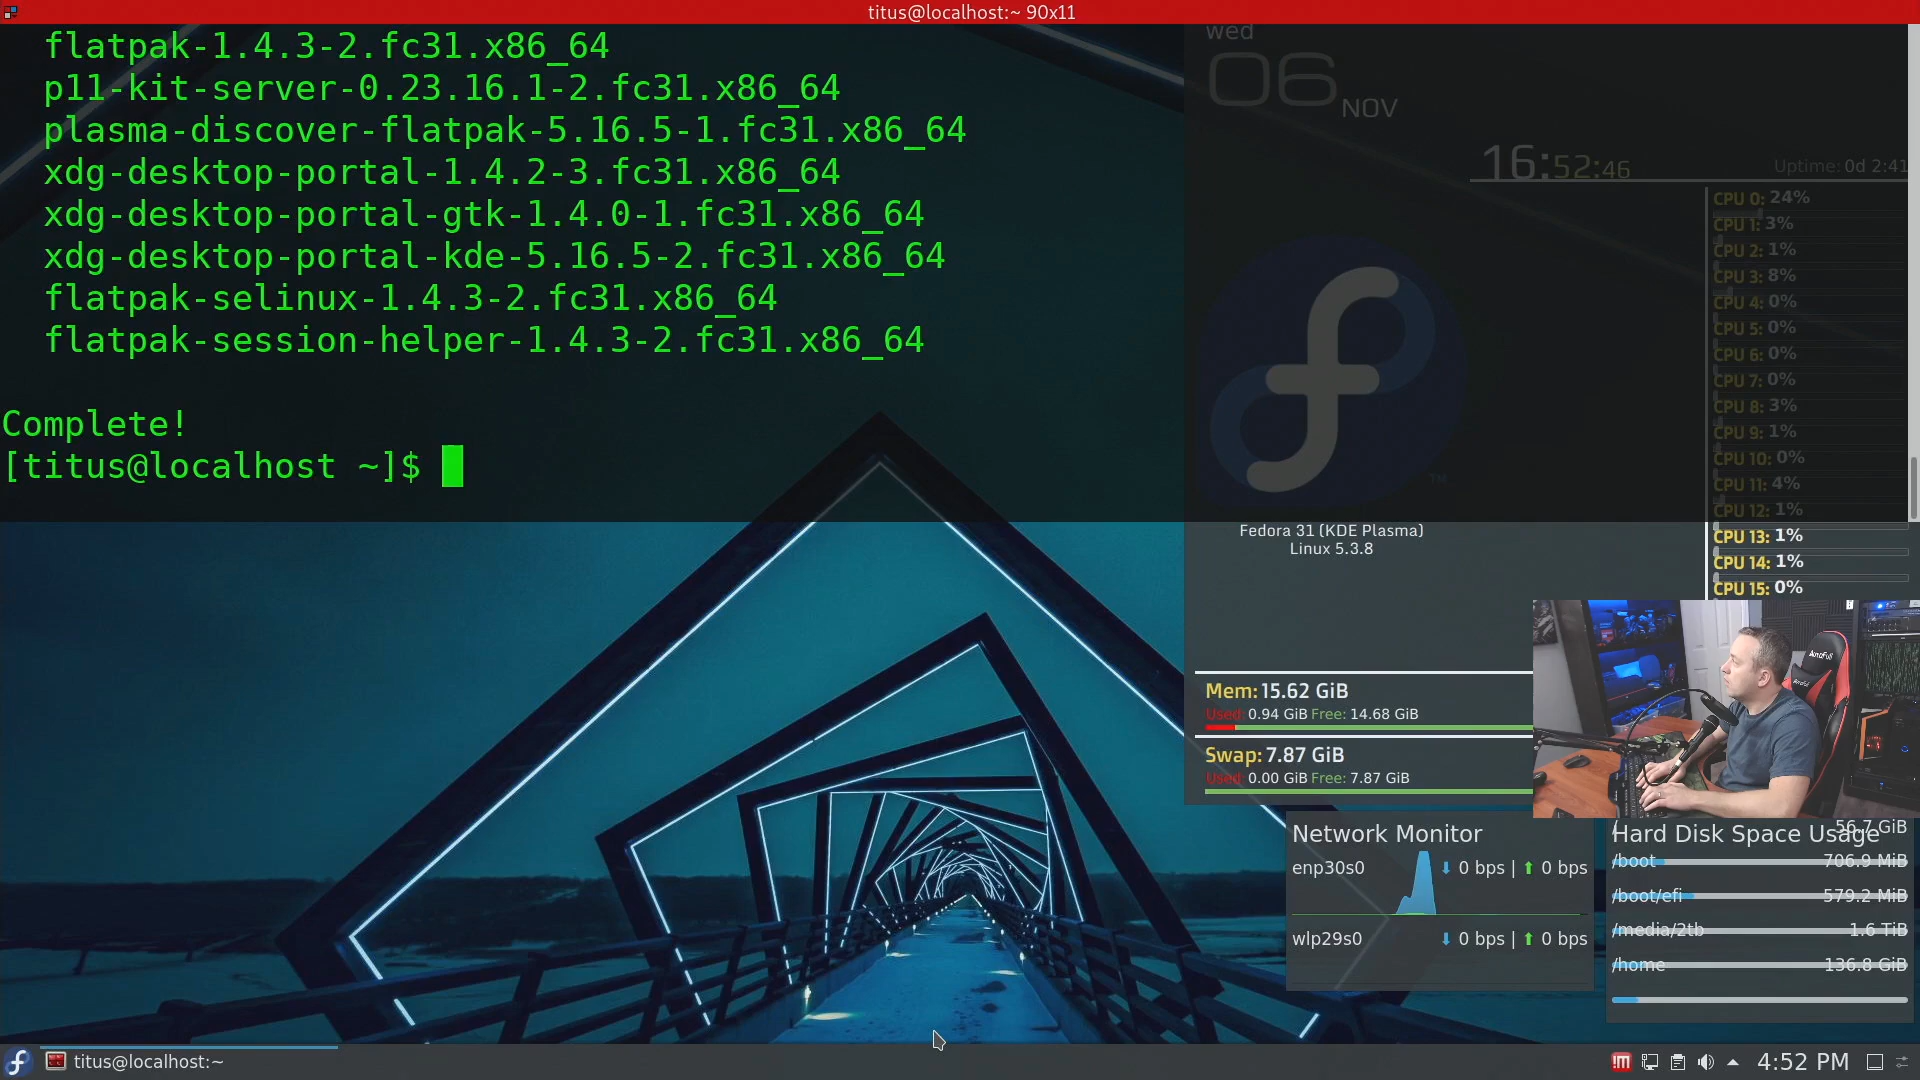 titus@localhost:~ 90x11
flatpak-1.4.3-2.fc31.x86_64
p11-kit-server-0.23.16.1-2.fc31.x86_64
plasma-discover-flatpak-5.16.5-1.fc31.x86_64
xdg-desktop-portal-1.4.2-3.fc31.x86_64
xdg-desktop-portal-gtk-1.4.0-1.fc31.x86_64
xdg-desktop-portal-kde-5.16.5-2.fc31.x86_64
flatpak-selinux-1.4.3-2.fc31.x86_64
flatpak-session-helper-1.4.3-2.fc31.x86_64
Complete!
[titus@localhost ~]$
wed
06 NOV
16:52:46
Uptime: 0d 2:41
CPU 0: 24%
CPU 1: 3%
CPU 2: 1%
CPU 3: 8%
CPU 4: 0%
CPU 5: 0%
CPU 6: 0%
CPU 7: 0%
CPU 8: 3%
CPU 9: 1%
CPU 10: 0%
CPU 11: 4%
CPU 12: 1%
CPU 13: 1%
CPU 14: 1%
CPU 15: 0%
TM
Fedora 31 (KDE Plasma)
Linux 5.3.8
Mem: 15.62 GiB
Used: 0.94 GiB Free: 14.68 GiB
Swap: 7.87 GiB
Used: 0.00 GiB Free: 7.87 GiB
AutoFull
Network Monitor
enp30s0 0 bps | 0 bps
wlp29s0 0 bps | 0 bps
Hard Disk Space Usage
/ 56.7 GiB
/boot 706.9 MiB
/boot/efi 579.2 MiB
/media/2tb 1.6 TiB
/home 136.8 GiB
titus@localhost:~
4:52 PM